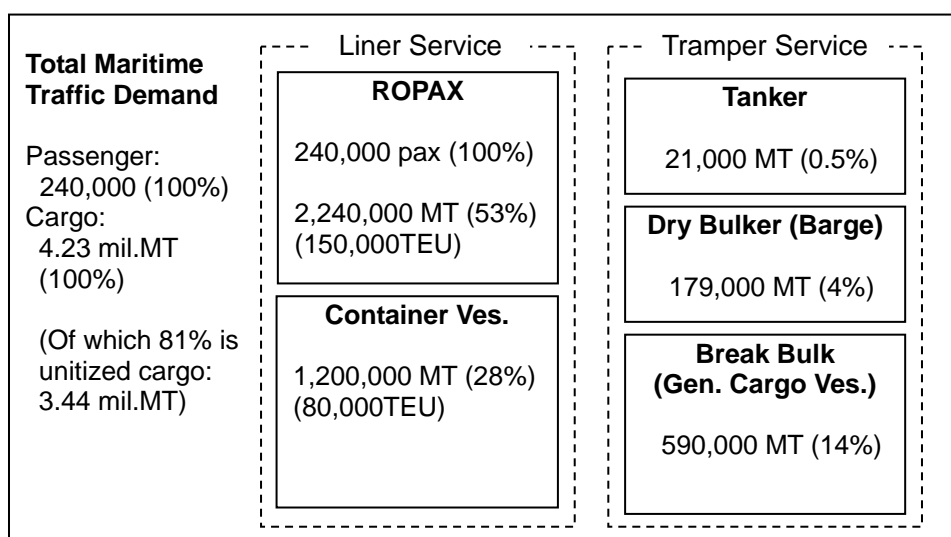 Total Maritime
Traffic Demand
Passenger:
240,000 (100%)
Cargo:
4.23 mil.MT
(100%)
(Of which 81% is
unitized cargo:
3.44 mil.MT)
Liner Service
ROPAX
240,000 pax (100%)
2,240,000 MT (53%)
(150,000TEU)
Container Ves.
1,200,000 MT (28%)
(80,000TEU)
Tramper Service
Tanker
21,000 MT (0.5%)
Dry Bulker (Barge)
179,000 MT (4%)
Break Bulk
(Gen. Cargo Ves.)
590,000 MT (14%)